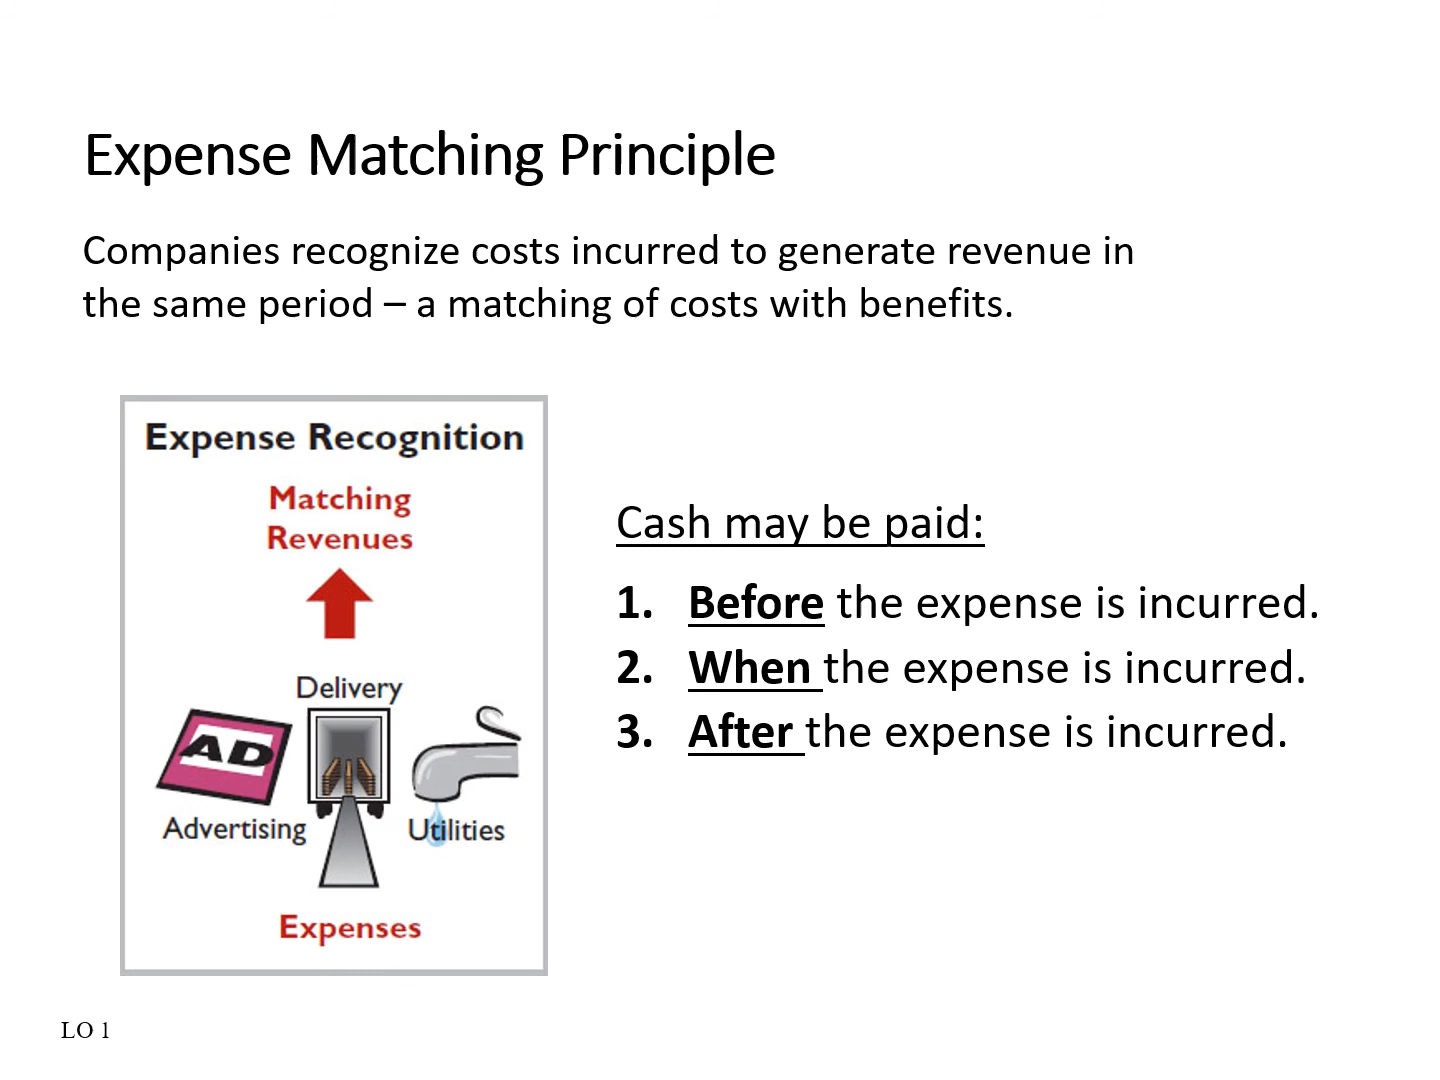 Expense Matching Principle
Companies recognize costs incurred to generate revenue in
the same period – a matching of costs with benefits.
Expense Recognition
Matching
Revenues
Delivery
AD
Advertising
Utilities
Expenses
Cash may be paid:
1. Before the expense is incurred.
2. When the expense is incurred.
3. After the expense is incurred.
LO 1